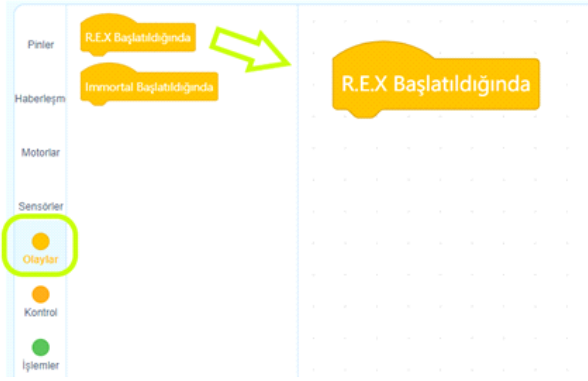 Pinler
Haberleşm
Motorlar
Sensörler
Olaylar
Kontrol
İşlemler
R.E.X Başlatıldığında
Immortal Başlatıldığında
R.E.X Başlatıldığında